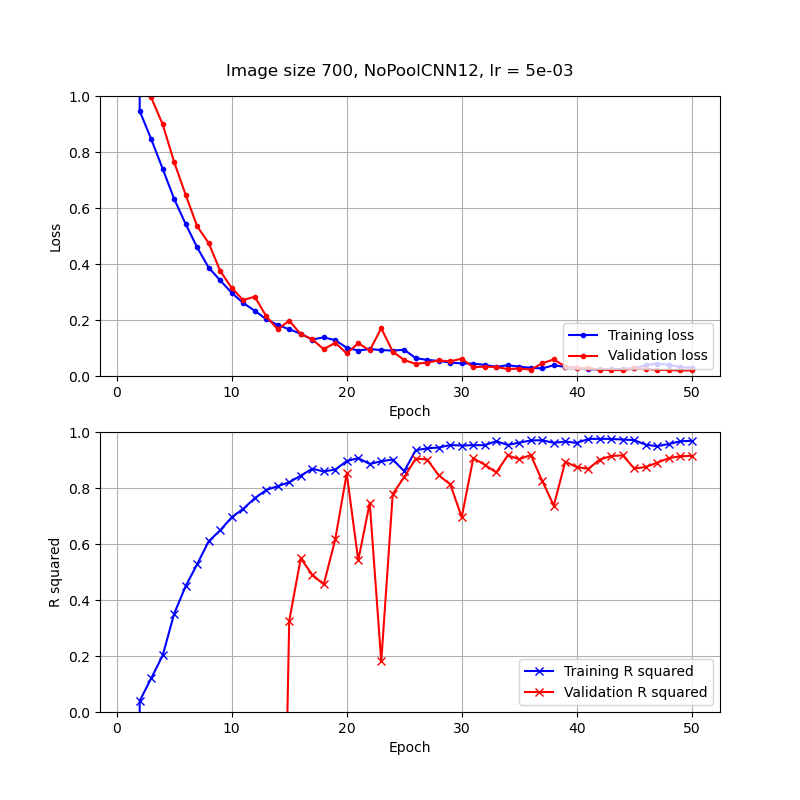 Image size 700, NoPoolCNN12, lr = 5e-03
1.0
0.8
0.6
0.4
0.2
0.0
Loss
0 10 20 30 40 50
Epoch
Training loss
Validation loss
1.0
0.8
0.6
0.4
0.2
0.0
R squared
0 10 20 30 40 50
Epoch
Training R squared
Validation R squared